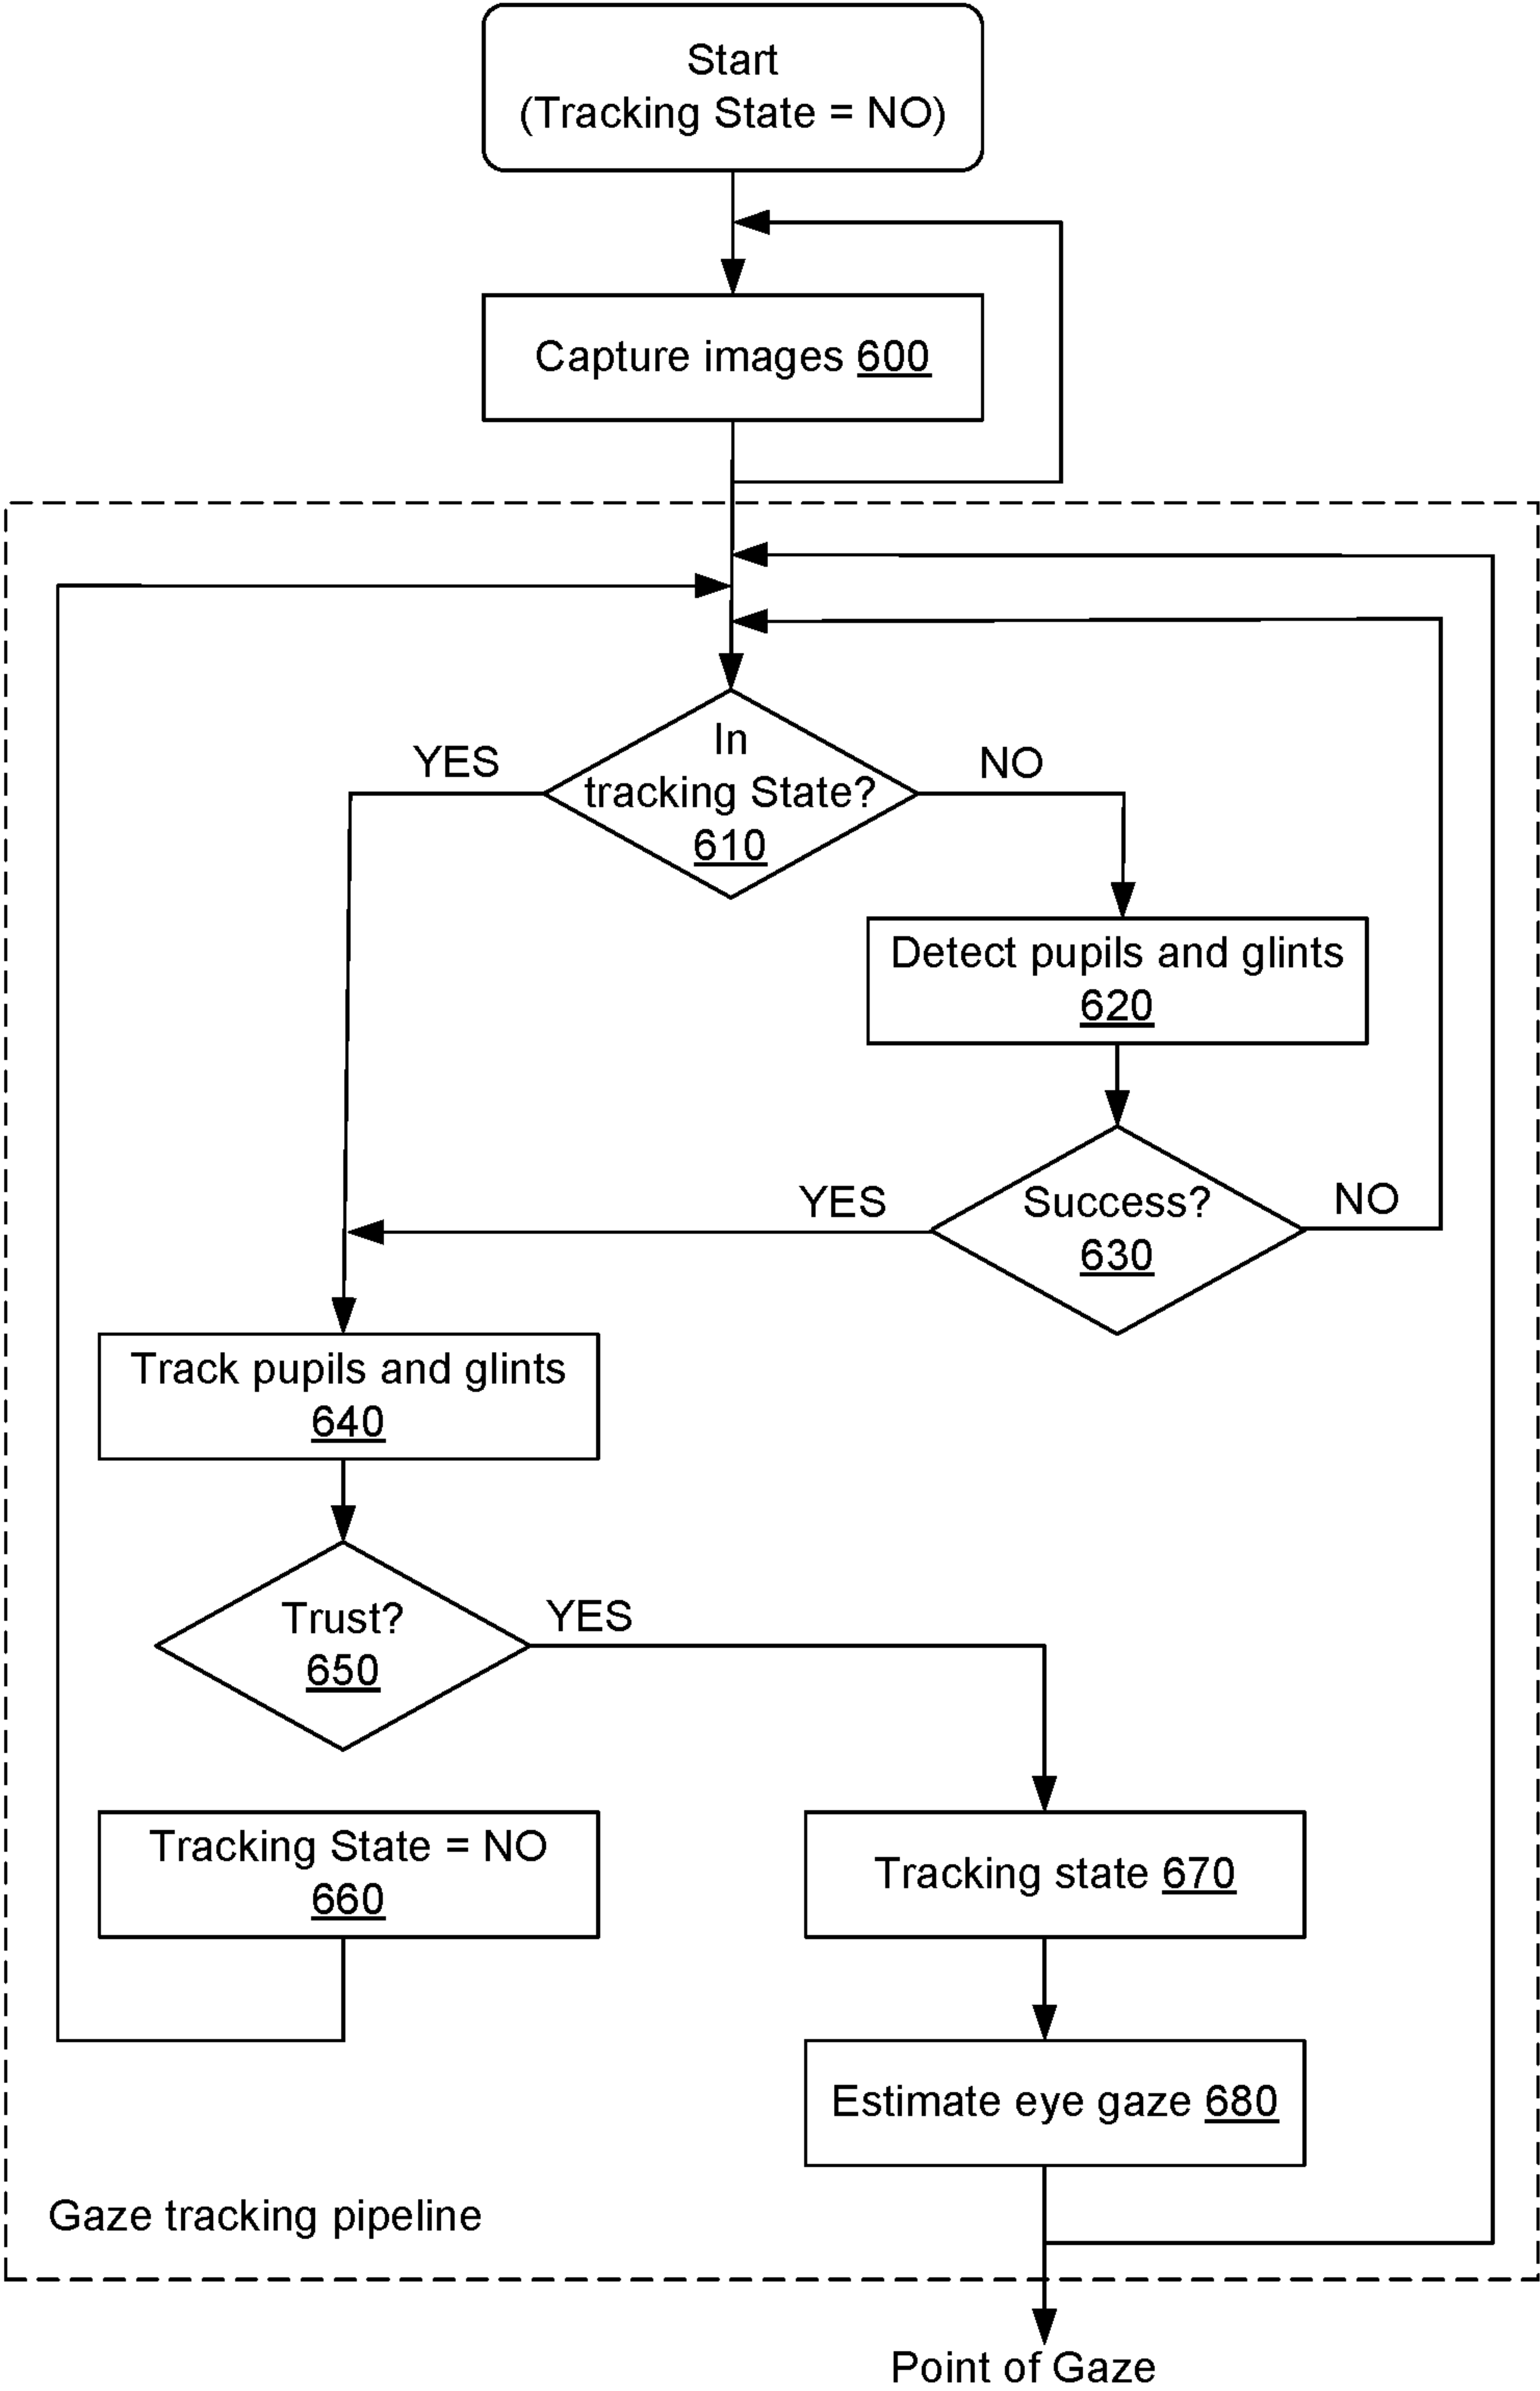 Start
(Tracking State = NO)
Capture images 600
In
tracking State?
610
YES
NO
Detect pupils and glints
620
Success?
630
YES
NO
Track pupils and glints
640
Trust?
650
YES
Tracking State = NO
660
Tracking state 670
Estimate eye gaze 680
Gaze tracking pipeline
Point of Gaze